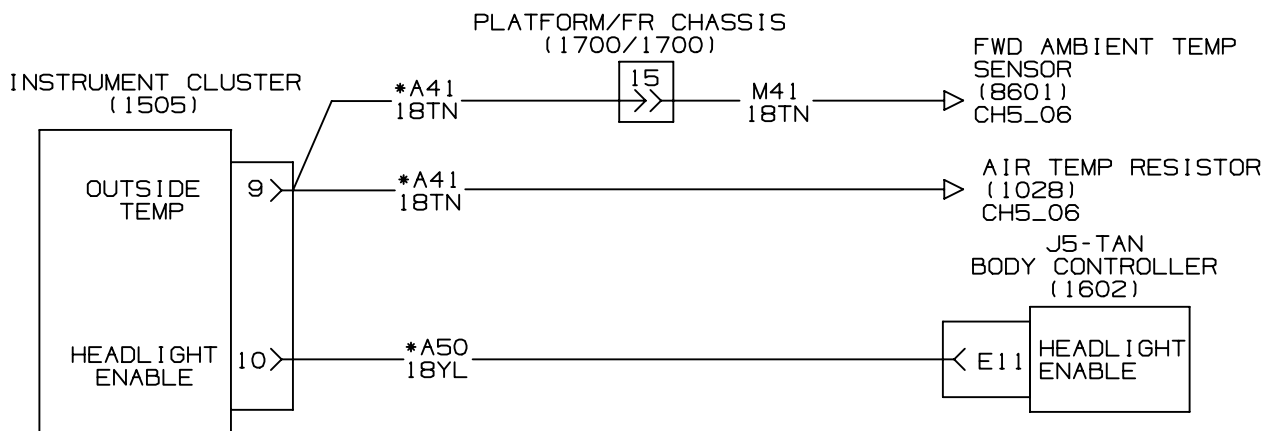 PLATFORM/FR CHASSIS
(1700/1700)
15
FWD AMBIENT TEMP
SENSOR
(8601)
CH5_06
INSTRUMENT CLUSTER
(1505)
*A41
18TN
M41
18TN
OUTSIDE
TEMP
9
*A41
18TN
AIR TEMP RESISTOR
(1028)
CH5_06
J5-TAN
BODY CONTROLLER
(1602)
HEADLIGHT
ENABLE
10
*A50
18YL
E11
HEADLIGHT
ENABLE